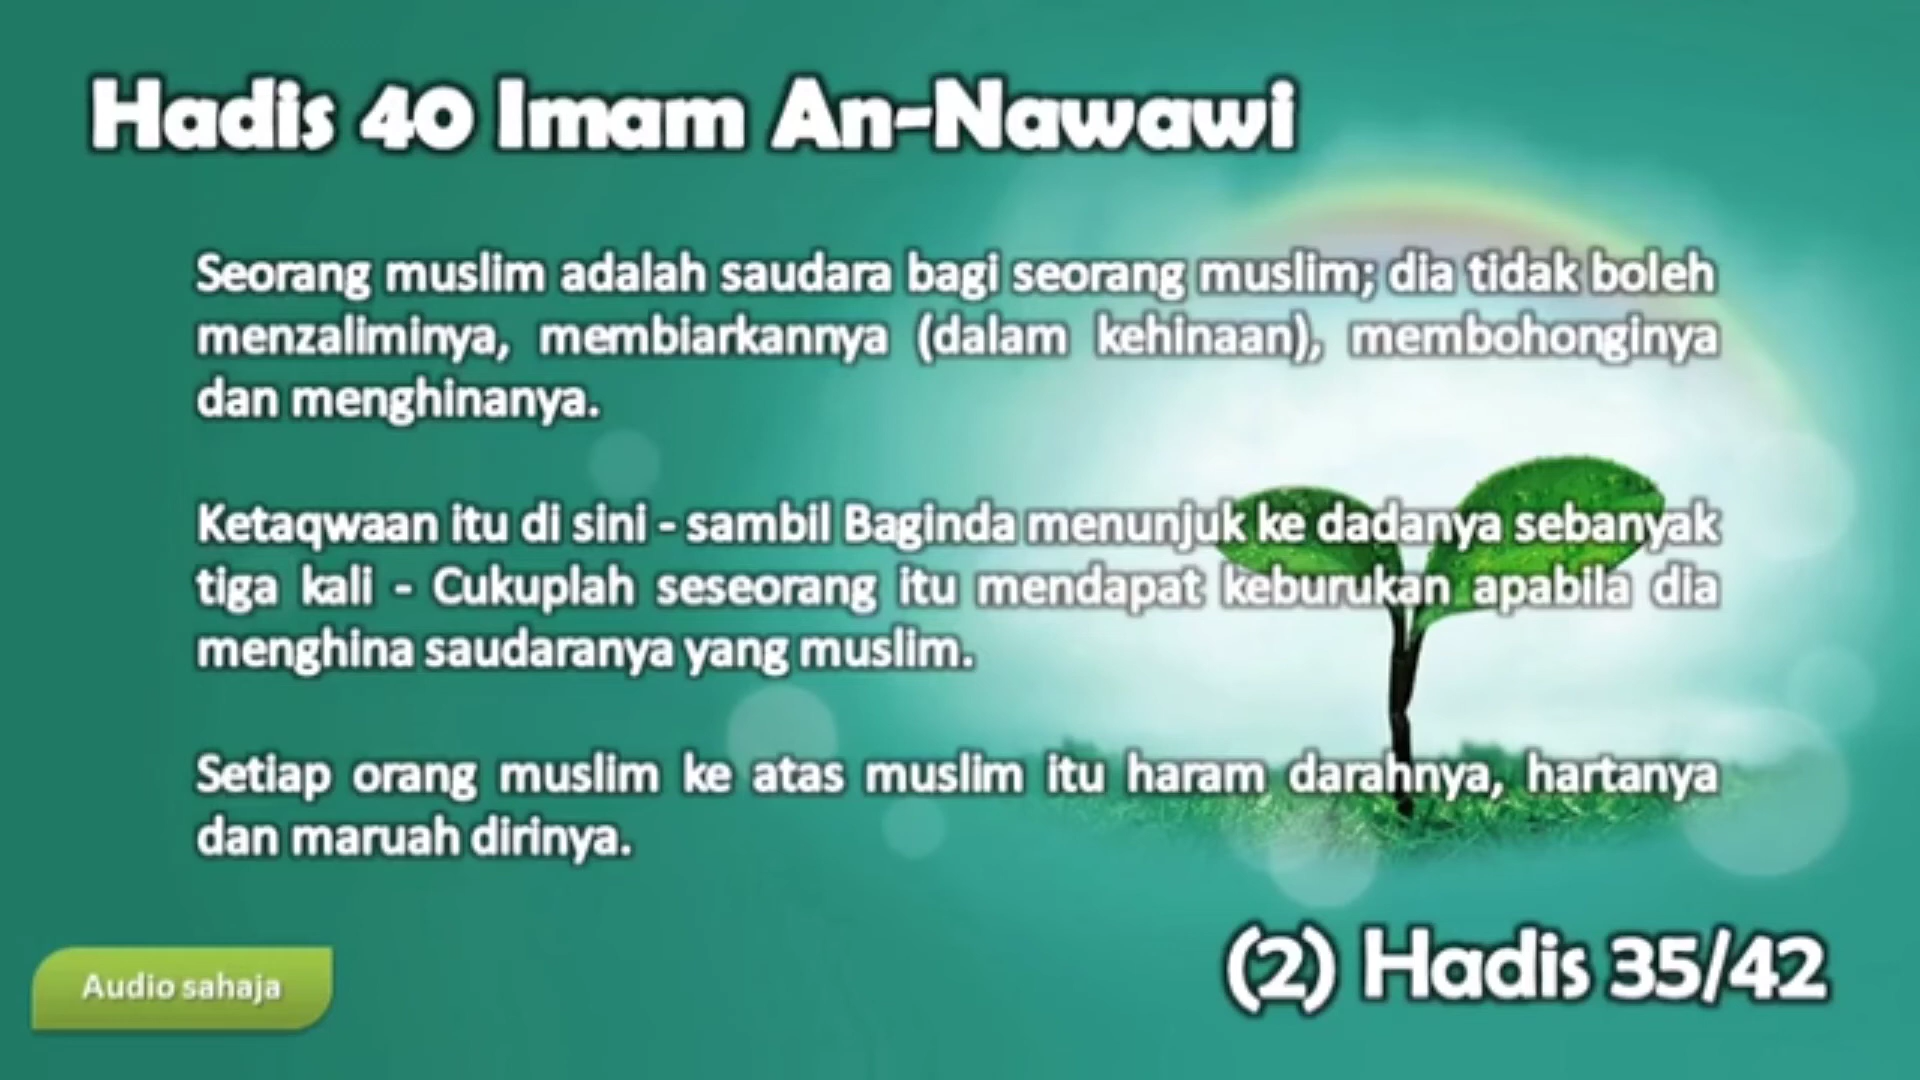 Hadis 40 Imam An-Nawawi
Seorang muslim adalah saudara bagi seorang muslim; dia tidak boleh
menzaliminya, membiarkannya (dalam kehinaan), membohonginya
dan menghinanya.
Ketaqwaan itu di sini - sambil Baginda menunjuk ke dadanya sebanyak
tiga kali - Cukuplah seseorang itu mendapat keburukan apabila dia
menghina saudaranya yang muslim.
Setiap orang muslim ke atas muslim itu haram darahnya, hartanya
dan maruah dirinya.
(2) Hadis 35/42
Audio sahaja